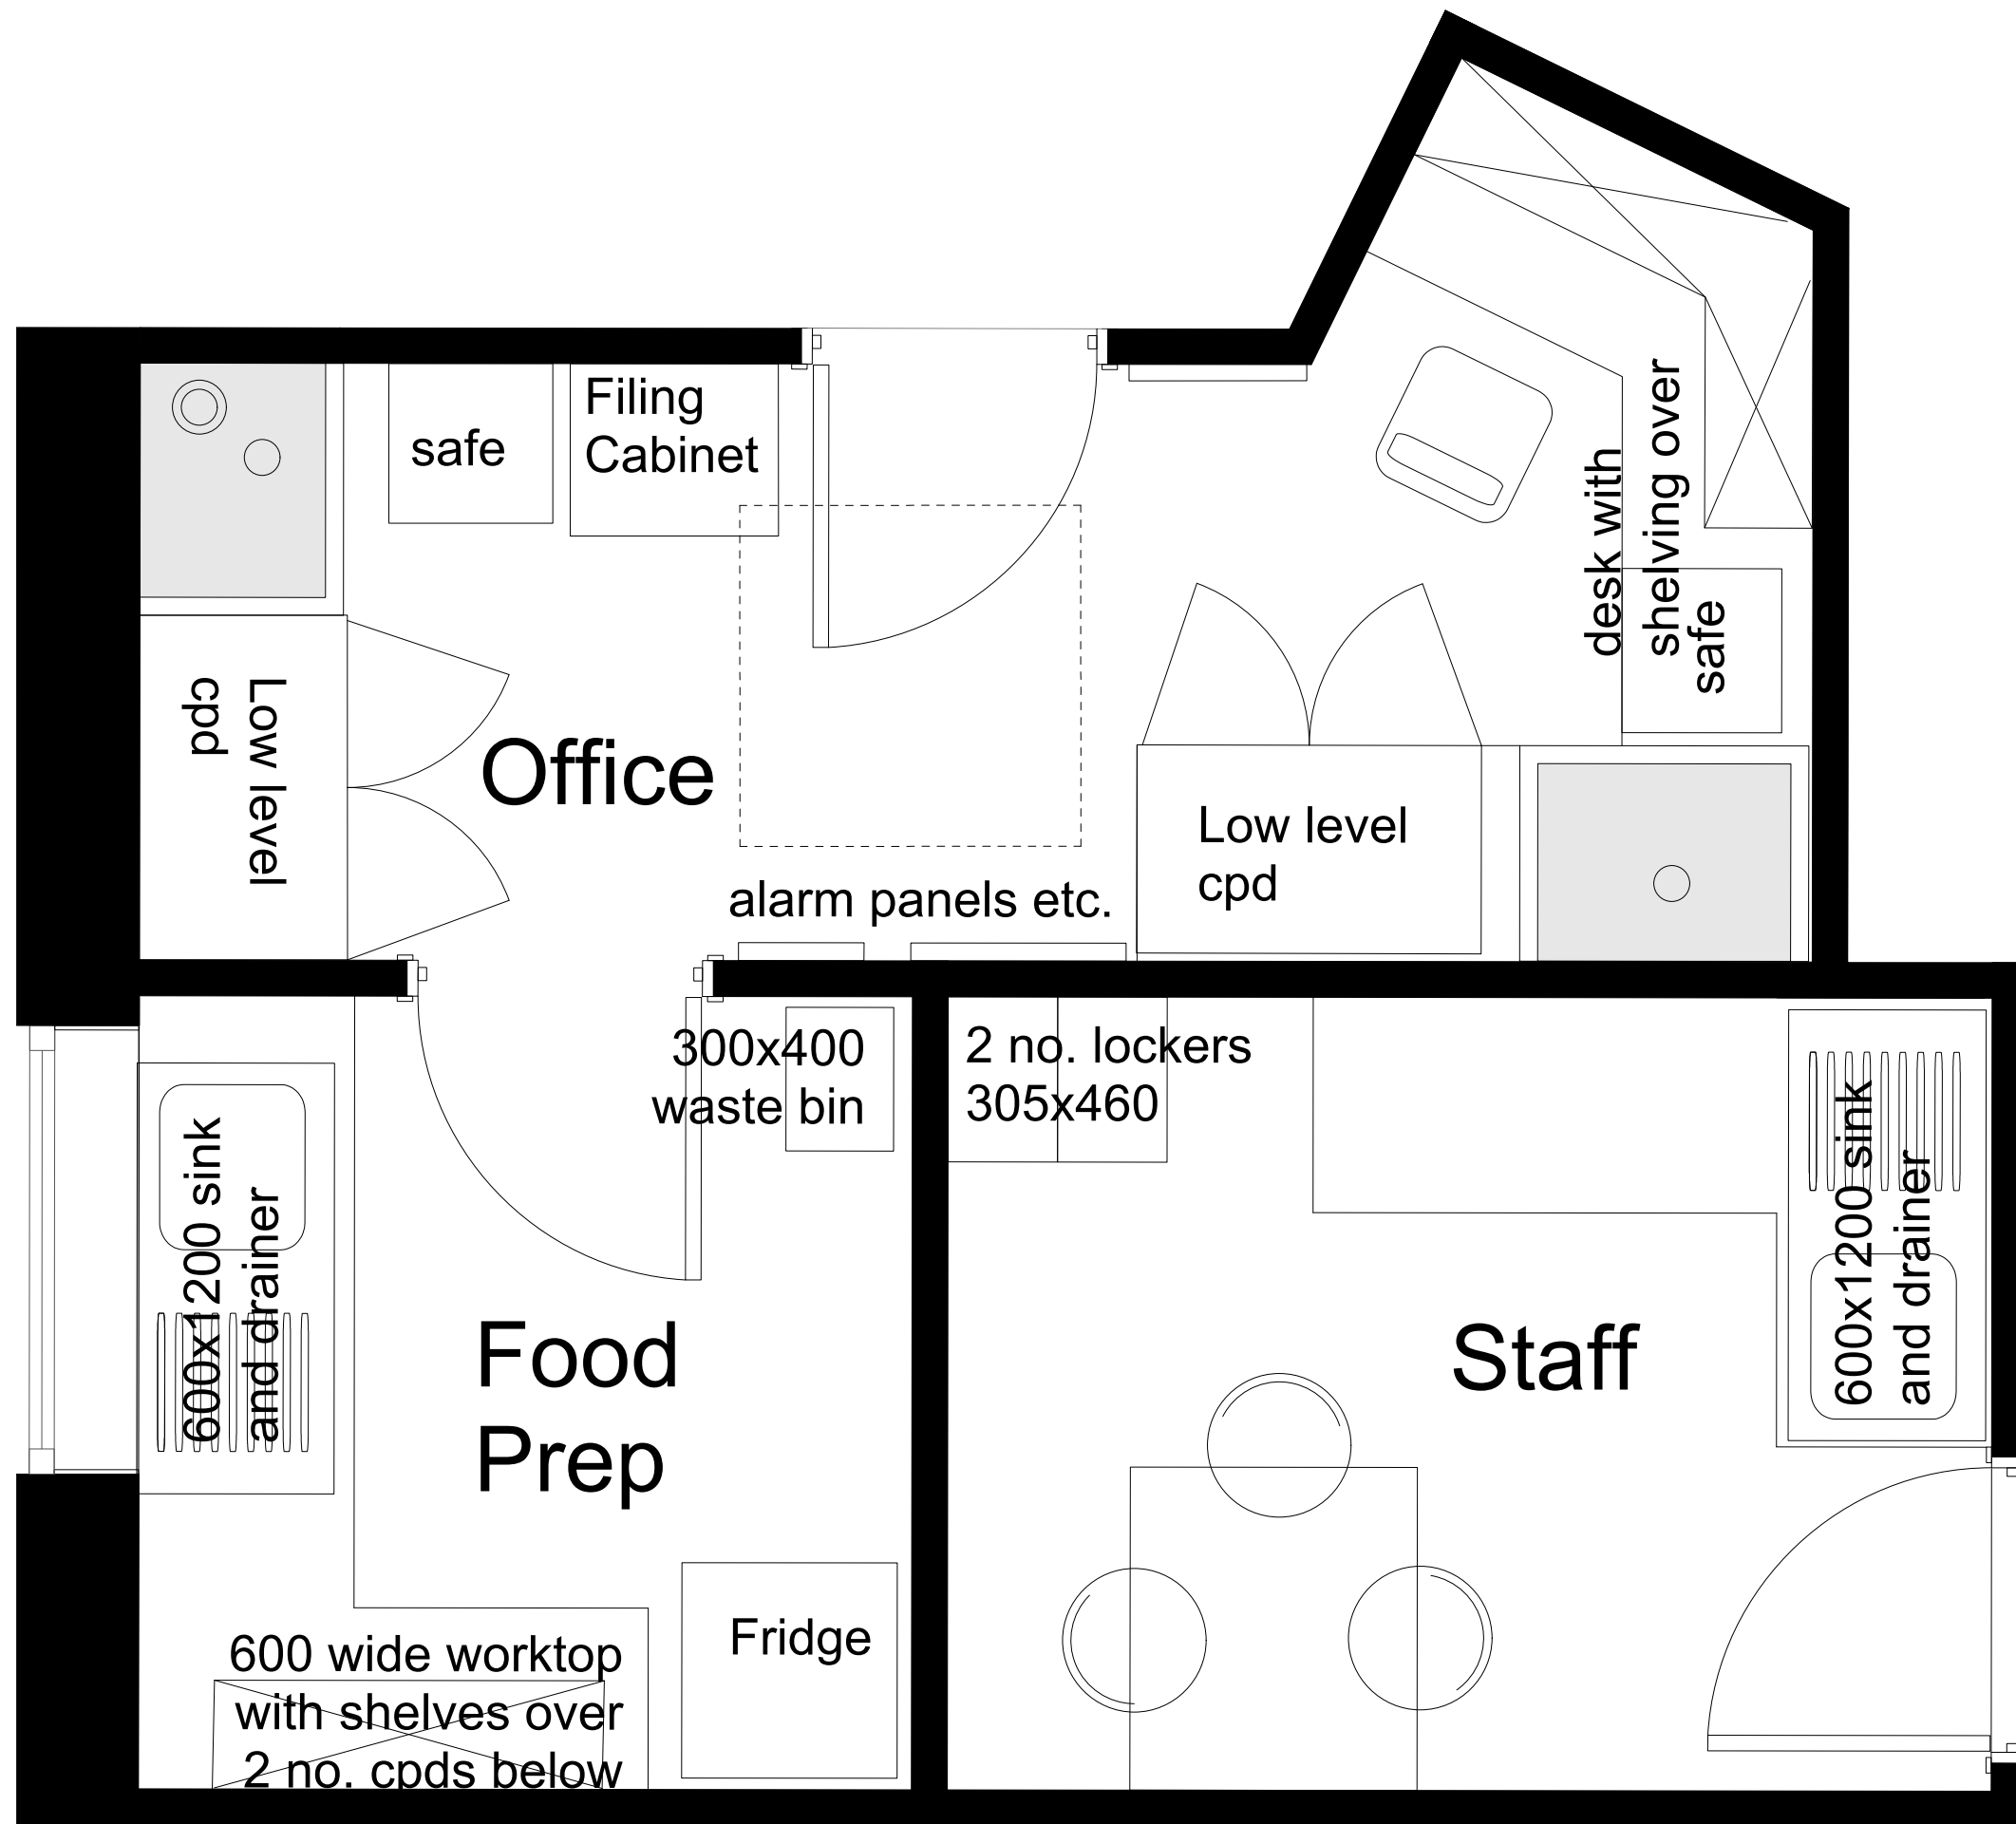 Filing
Cabinet
safe
desk with
shelving over
safe
Low level
cpd
Office
Low level
cpd
alarm panels etc.
300x400
waste bin
2 no. lockers
305x460
600x1200 sink
and drainer
600x1200 sink
and drainer
Food
Prep
Staff
Fridge
600 wide worktop
with shelves over
2 no. cpds below